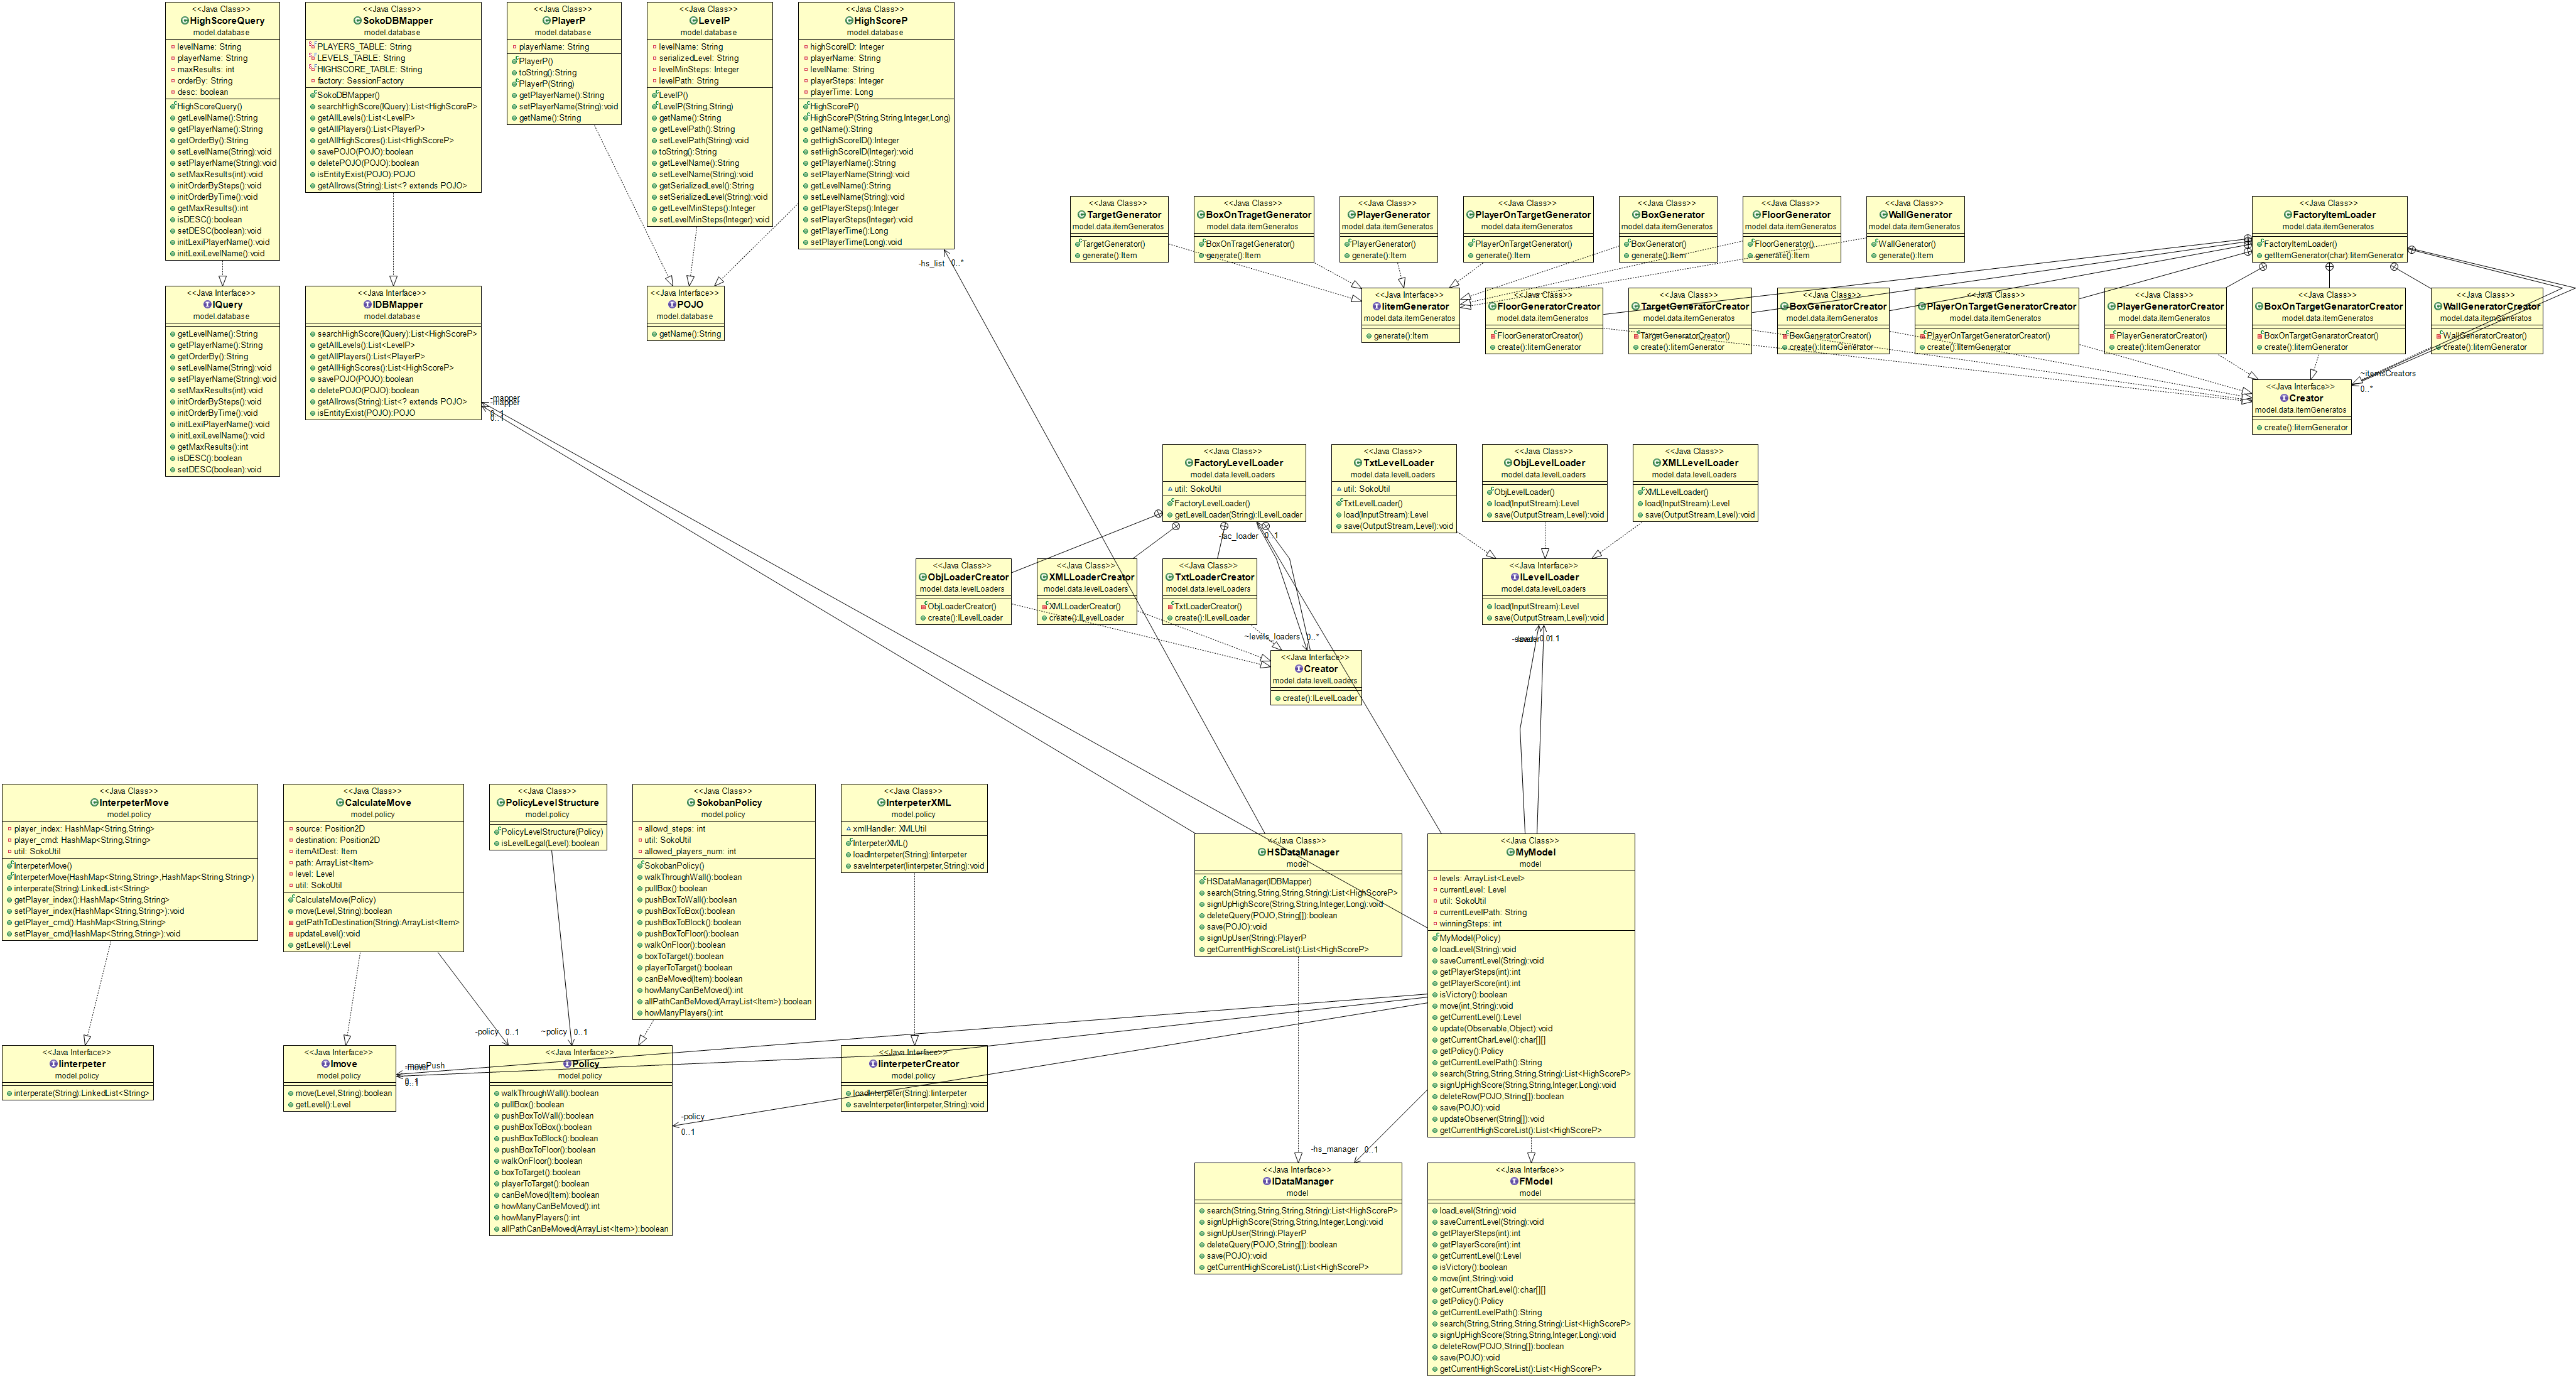 <<Java Class>>
HighScoreQuery
model.database
levelName: String
playerName: String
maxResults: int
orderBy: String
desc: boolean
HighScoreQuery()
getLevelName():String
getPlayerName():String
getOrderBy():String
setLevelName(String):void
setPlayerName(String):void
setMaxResults(int):void
initOrderBySteps():void
initOrderByTime():void
getMaxResults():int
isDESC():boolean
setDESC(boolean):void
initLexiPlayerName():void
initLexiLevelName():void
<<Java Class>>
SokoDBMapper
model.database
PLAYERS_TABLE: String
LEVELS_TABLE: String
HIGHSCORE_TABLE: String
factory: SessionFactory
SokoDBMapper()
searchHighScore(IQuery):List<HighScoreP>
getAllLevels():List<LevelP>
getAllPlayers():List<PlayerP>
getAllHighScores():List<HighScoreP>
savePOJO(POJO):boolean
deletePOJO(POJO):boolean
isEntityExist(POJO):POJO
getAllrows(String):List<? extends POJO>
<<Java Class>>
PlayerP
model.database
playerName: String
PlayerP()
toString():String
PlayerP(String)
getPlayerName():String
setPlayerName(String):void
getName():String
<<Java Class>>
LevelP
model.database
levelName: String
serializedLevel: String
levelMinSteps: Integer
levelPath: String
LevelP()
LevelP(String,String)
getName():String
getLevelPath():String
setLevelPath(String):void
toString():String
getLevelName():String
setLevelName(String):void
getSerializedLevel():String
setSerializedLevel(String):void
getLevelMinSteps():Integer
setLevelMinSteps(Integer):void
<<Java Class>>
HighScoreP
model.database
highScoreID: Integer
playerName: String
levelName: String
playerSteps: Integer
playerTime: Long
HighScoreP()
HighScoreP(String,String,Integer,Long)
getName():String
getHighScoreID():Integer
setHighScoreID(Integer):void
getPlayerName():String
setPlayerName(String):void
getLevelName():String
setLevelName(String):void
getPlayerSteps():Integer
setPlayerSteps(Integer):void
getPlayerTime():Long
setPlayerTime(Long):void
-hs_list 0..*
<<Java Interface>>
IQuery
model.database
getLevelName():String
getPlayerName():String
getOrderBy():String
setLevelName(String):void
setPlayerName(String):void
setMaxResults(int):void
initOrderBySteps():void
initOrderByTime():void
initLexiPlayerName():void
initLexiLevelName():void
getMaxResults():int
isDESC():boolean
setDESC(boolean):void
<<Java Interface>>
IDBMapper
model.database
searchHighScore(IQuery):List<HighScoreP>
getAllLevels():List<LevelP>
getAllPlayers():List<PlayerP>
getAllHighScores():List<HighScoreP>
savePOJO(POJO):boolean
deletePOJO(POJO):boolean
getAllrows(String):List<? extends POJO>
isEntityExist(POJO):POJO
-mapper
-mapper
0..1
0..1
<<Java Interface>>
POJO
model.database
getName():String
<<Java Class>>
TargetGenerator
model.data.itemGeneratos
TargetGenerator()
generate():Item
<<Java Class>>
BoxOnTragetGenerator
model.data.itemGeneratos
BoxOnTragetGenerator()
generate():Item
<<Java Class>>
PlayerGenerator
model.data.itemGeneratos
PlayerGenerator()
generate():Item
<<Java Class>>
PlayerOnTargetGenerator
model.data.itemGeneratos
PlayerOnTargetGenerator()
generate():Item
<<Java Class>>
BoxGenerator
model.data.itemGeneratos
BoxGenerator()
generate():Item
<<Java Class>>
FloorGenerator
model.data.itemGeneratos
FloorGenerator()
generate():Item
<<Java Class>>
WallGenerator
model.data.itemGeneratos
WallGenerator()
generate():Item
<<Java Class>>
FactoryItemLoader
model.data.itemGeneratos
FactoryItemLoader()
getItemGenerator(char):IitemGenerator
<<Java Interface>>
IitemGenerator
model.data.itemGeneratos
generate():Item
<<Java Class>>
FloorGeneratorCreator
model.data.itemGeneratos
FloorGeneratorCreator()
create():IitemGenerator
<<Java Class>>
TargetGeneratorCreator
model.data.itemGeneratos
TargetGeneratorCreator()
create():IitemGenerator
<<Java Class>>
BoxGeneratorCreator
model.data.itemGeneratos
BoxGeneratorCreator()
create():IitemGenerator
<<Java Class>>
PlayerOnTargetGeneratorCreator
model.data.itemGeneratos
PlayerOnTargetGeneratorCreator()
create():IitemGenerator
<<Java Class>>
PlayerGeneratorCreator
model.data.itemGeneratos
PlayerGeneratorCreator()
create():IitemGenerator
<<Java Class>>
BoxOnTargetGenaratorCreator
model.data.itemGeneratos
BoxOnTargetGenaratorCreator()
create():IitemGenerator
<<Java Class>>
WallGeneratorCreator
model.data.itemGeneratos
WallGeneratorCreator()
create():IitemGenerator
~itemsCreators
0..*
<<Java Interface>>
Creator
model.data.itemGeneratos
create():IitemGenerator
<<Java Class>>
FactoryLevelLoader
model.data.levelLoaders
util: SokoUtil
FactoryLevelLoader()
getLevelLoader(String):ILevelLoader
-fac_loader 0..1
<<Java Class>>
TxtLevelLoader
model.data.levelLoaders
util: SokoUtil
TxtLevelLoader()
load(InputStream):Level
save(OutputStream,Level):void
<<Java Class>>
ObjLevelLoader
model.data.levelLoaders
ObjLevelLoader()
load(InputStream):Level
save(OutputStream,Level):void
<<Java Class>>
XMLLevelLoader
model.data.levelLoaders
XMLLevelLoader()
load(InputStream):Level
save(OutputStream,Level):void
<<Java Class>>
ObjLoaderCreator
model.data.levelLoaders
ObjLoaderCreator()
create():ILevelLoader
<<Java Class>>
XMLLoaderCreator
model.data.levelLoaders
XMLLoaderCreator()
create():ILevelLoader
<<Java Class>>
TxtLoaderCreator
model.data.levelLoaders
TxtLoaderCreator()
create():ILevelLoader
~levels_loaders 0..*
<<Java Interface>>
ILevelLoader
model.data.levelLoaders
load(InputStream):Level
save(OutputStream,Level):void
<<Java Interface>>
Creator
model.data.levelLoaders
create():ILevelLoader
<<Java Class>>
InterpeterMove
model.policy
player_index: HashMap<String,String>
player_cmd: HashMap<String,String>
util: SokoUtil
InterpeterMove()
InterpeterMove(HashMap<String,String>,HashMap<String,String>)
interperate(String):LinkedList<String>
getPlayer_index():HashMap<String,String>
setPlayer_index(HashMap<String,String>):void
getPlayer_cmd():HashMap<String,String>
setPlayer_cmd(HashMap<String,String>):void
<<Java Class>>
CalculateMove
model.policy
source: Position2D
destination: Position2D
itemAtDest: Item
path: ArrayList<Item>
level: Level
util: SokoUtil
CalculateMove(Policy)
move(Level,String):boolean
getPathToDestination(String):ArrayList<Item>
updateLevel():void
getLevel():Level
<<Java Class>>
PolicyLevelStructure
model.policy
PolicyLevelStructure(Policy)
isLevelLegal(Level):boolean
<<Java Class>>
SokobanPolicy
model.policy
allowd_steps: int
util: SokoUtil
allowed_players_num: int
SokobanPolicy()
walkThroughWall():boolean
pullBox():boolean
pushBoxToWall():boolean
pushBoxToBox():boolean
pushBoxToBlock():boolean
pushBoxToFloor():boolean
walkOnFloor():boolean
boxToTarget():boolean
playerToTarget():boolean
canBeMoved(Item):boolean
howManyCanBeMoved():int
allPathCanBeMoved(ArrayList<Item>):boolean
howManyPlayers():int
<<Java Class>>
InterpeterXML
model.policy
xmlHandler: XMLUtil
InterpeterXML()
loadInterpeter(String):Iinterpeter
saveInterpeter(Iinterpeter,String):void
<<Java Class>>
HSDataManager
model
HSDataManager(IDBMapper)
search(String,String,String,String):List<HighScoreP>
signUpHighScore(String,String,Integer,Long):void
deleteQuery(POJO,String[]):boolean
save(POJO):void
signUpUser(String):PlayerP
getCurrentHighScoreList():List<HighScoreP>
<<Java Class>>
MyModel
model
levels: ArrayList<Level>
currentLevel: Level
util: SokoUtil
currentLevelPath: String
winningSteps: int
MyModel(Policy)
loadLevel(String):void
saveCurrentLevel(String):void
getPlayerSteps(int):int
getPlayerScore(int):int
isVictory():boolean
move(int,String):void
getCurrentLevel():Level
update(Observable,Object):void
getCurrentCharLevel():char[][]
getPolicy():Policy
getCurrentLevelPath():String
search(String,String,String,String):List<HighScoreP>
signUpHighScore(String,String,Integer,Long):void
deleteRow(POJO,String[]):boolean
save(POJO):void
updateObserver(String[]):void
getCurrentHighScoreList():List<HighScoreP>
-policy 0..1
~policy 0..1
<<Java Interface>>
Iinterpeter
model.policy
interperate(String):LinkedList<String>
<<Java Interface>>
Imove
model.policy
move(Level,String):boolean
getLevel():Level
0..1
<<Java Interface>>
Policy
model.policy
walkThroughWall():boolean
pullBox():boolean
pushBoxToWall():boolean
pushBoxToBox():boolean
pushBoxToBlock():boolean
pushBoxToFloor():boolean
walkOnFloor():boolean
boxToTarget():boolean
playerToTarget():boolean
canBeMoved(Item):boolean
howManyCanBeMoved():int
howManyPlayers():int
allPathCanBeMoved(ArrayList<Item>):boolean
-policy
0..1
<<Java Interface>>
IinterpeterCreator
model.policy
loadInterpeter(String):Iinterpeter
saveInterpeter(Iinterpeter,String):void
-hs_manager 0..1
<<Java Interface>>
IDataManager
model
search(String,String,String,String):List<HighScoreP>
signUpHighScore(String,String,Integer,Long):void
signUpUser(String):PlayerP
deleteQuery(POJO,String[]):boolean
save(POJO):void
getCurrentHighScoreList():List<HighScoreP>
<<Java Interface>>
FModel
model
loadLevel(String):void
saveCurrentLevel(String):void
getPlayerSteps(int):int
getPlayerScore(int):int
getCurrentLevel():Level
isVictory():boolean
move(int,String):void
getCurrentCharLevel():char[][]
getPolicy():Policy
getCurrentLevelPath():String
search(String,String,String,String):List<HighScoreP>
signUpHighScore(String,String,Integer,Long):void
deleteRow(POJO,String[]):boolean
save(POJO):void
getCurrentHighScoreList():List<HighScoreP>